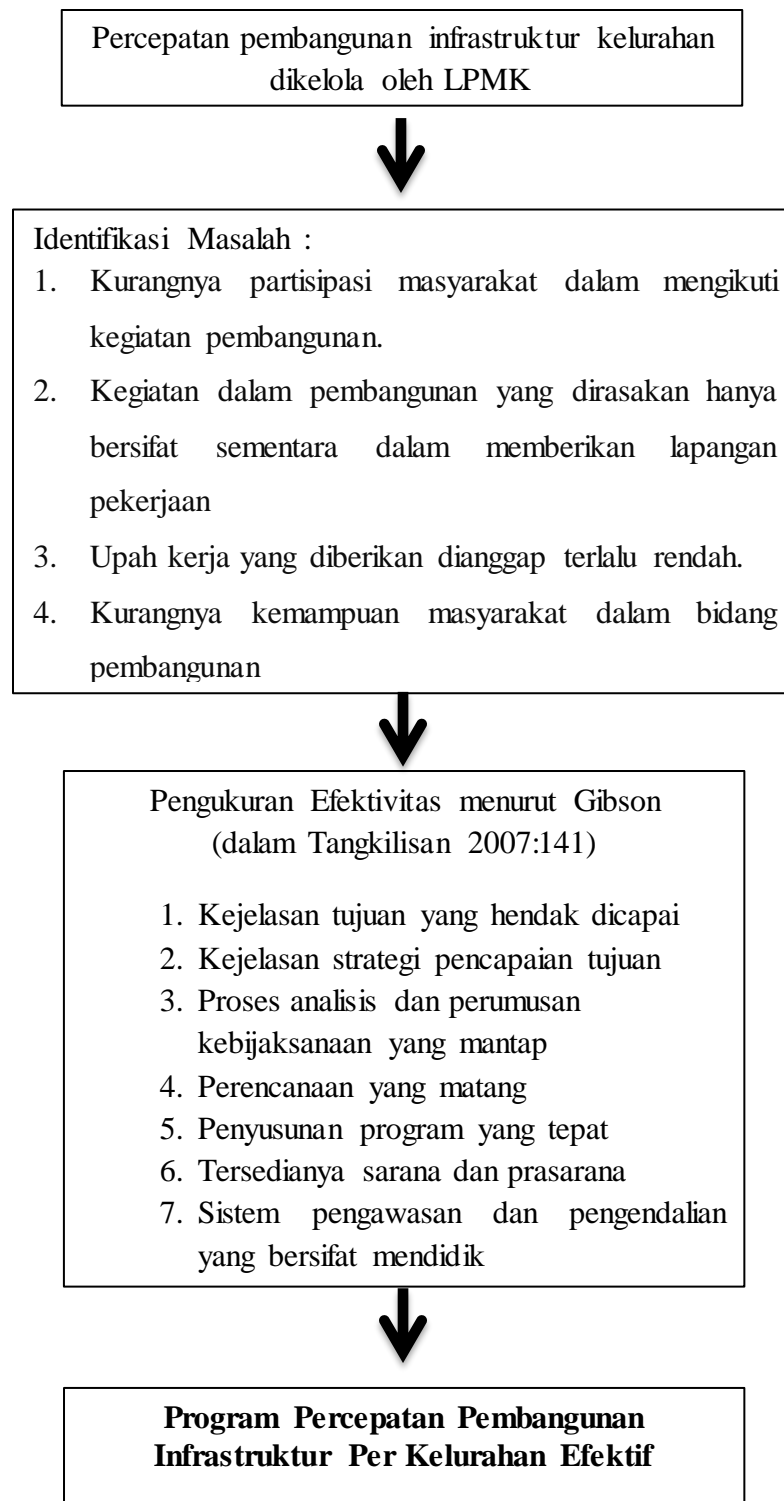 Percepatan pembangunan infrastruktur kelurahan
dikelola oleh LPMK
Identifikasi Masalah :
1. Kurangnya partisipasi masyarakat dalam mengikuti
kegiatan pembangunan.
2. Kegiatan dalam pembangunan yang dirasakan hanya
bersifat sementara dalam memberikan lapangan
pekerjaan
3. Upah kerja yang diberikan dianggap terlalu rendah.
4. Kurangnya kemampuan masyarakat dalam bidang
pembangunan
Pengukuran Efektivitas menurut Gibson
(dalam Tangkilisan 2007:141)
1. Kejelasan tujuan yang hendak dicapai
2. Kejelasan strategi pencapaian tujuan
3. Proses analisis dan perumusan
kebijaksanaan yang mantap
4. Perencanaan yang matang
5. Penyusunan program yang tepat
6. Tersedianya sarana dan prasarana
7. Sistem pengawasan dan pengendalian
yang bersifat mendidik
Program Percepatan Pembangunan
Infrastruktur Per Kelurahan Efektif